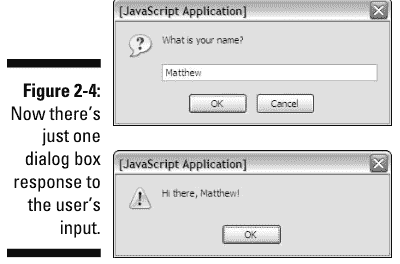 Figure 2-4:
Now there's
just one
dialog box
response to
the user's
input.
[JavaScript Application]
What is your name?
Matthew
OK
Cancel
[JavaScript Application]
Hi there, Matthew!
OK